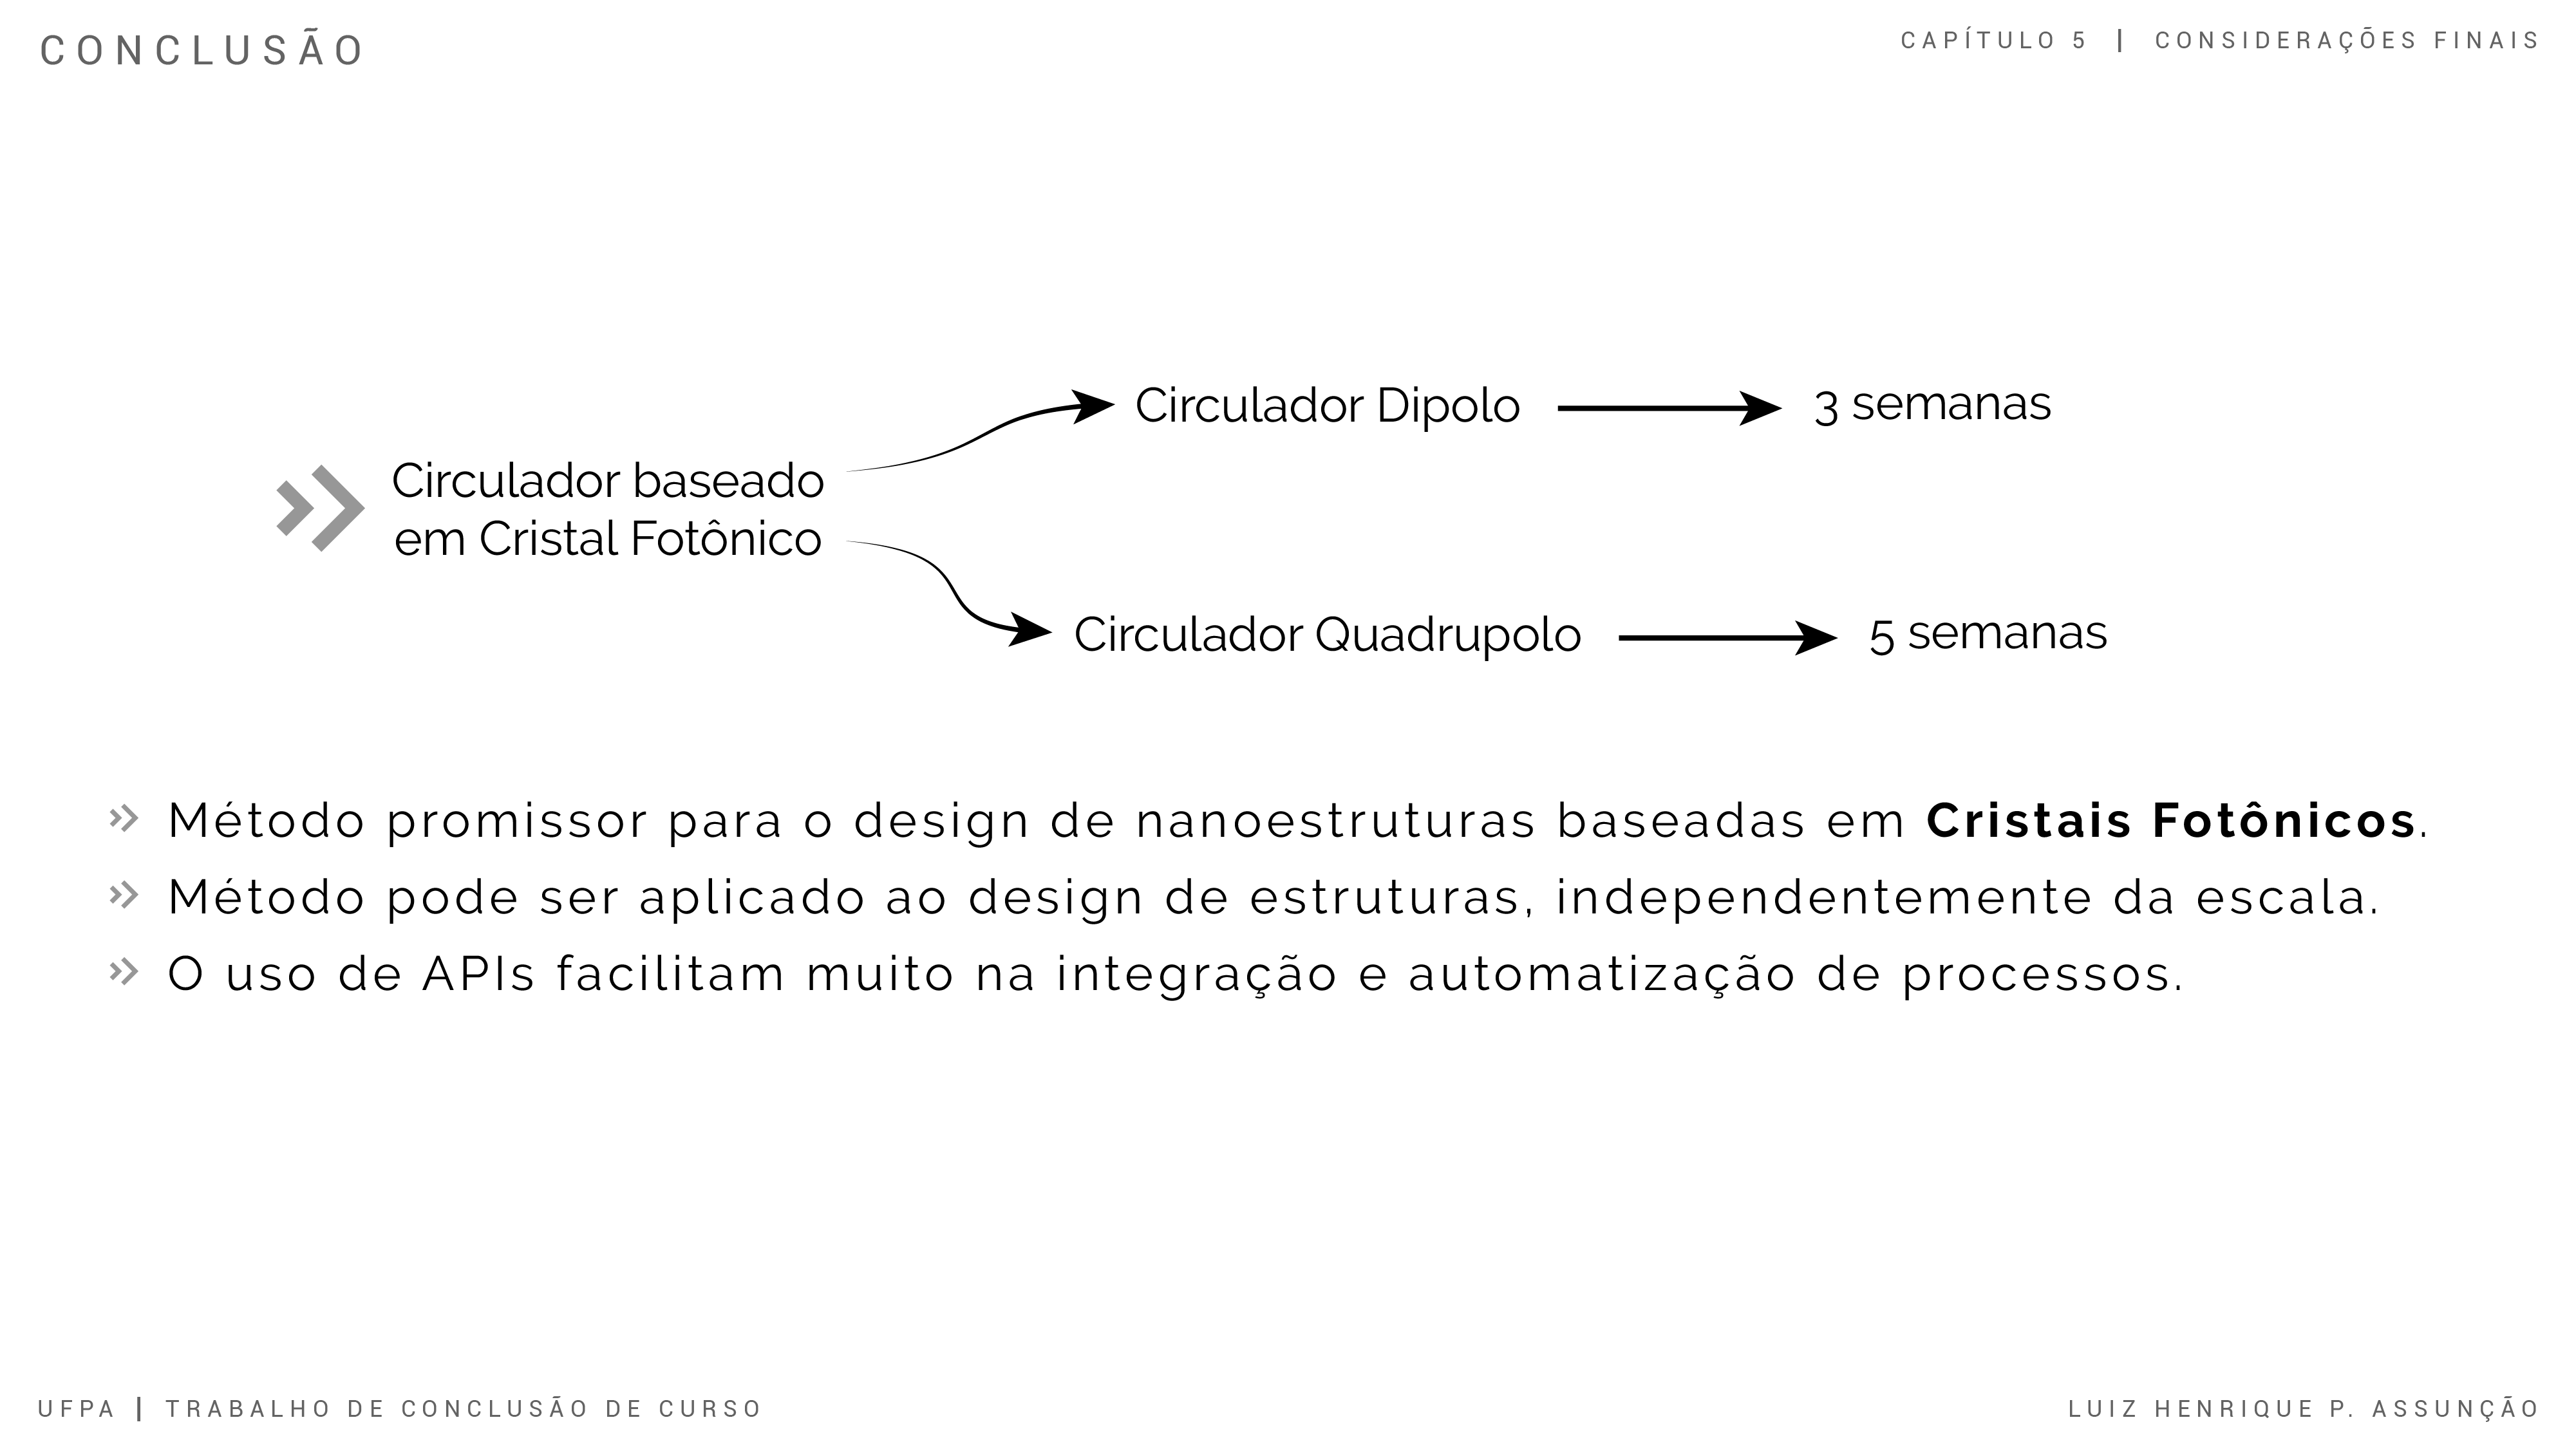 CONCLUSÃO
CAPÍTULO 5 | CONSIDERAÇÕES FINAIS
Circulador baseado
em Cristal Fotônico
Circulador Dipolo
3 semanas
Circulador Quadrupolo
5 semanas
Método promissor para o design de nanoestruturas baseadas em Cristais Fotônicos.
Método pode ser aplicado ao design de estruturas, independentemente da escala.
O uso de APIs facilitam muito na integração e automatização de processos.
UFPA | TRABALHO DE CONCLUSÃO DE CURSO
LUIZ HENRIQUE P. ASSUNÇÃO